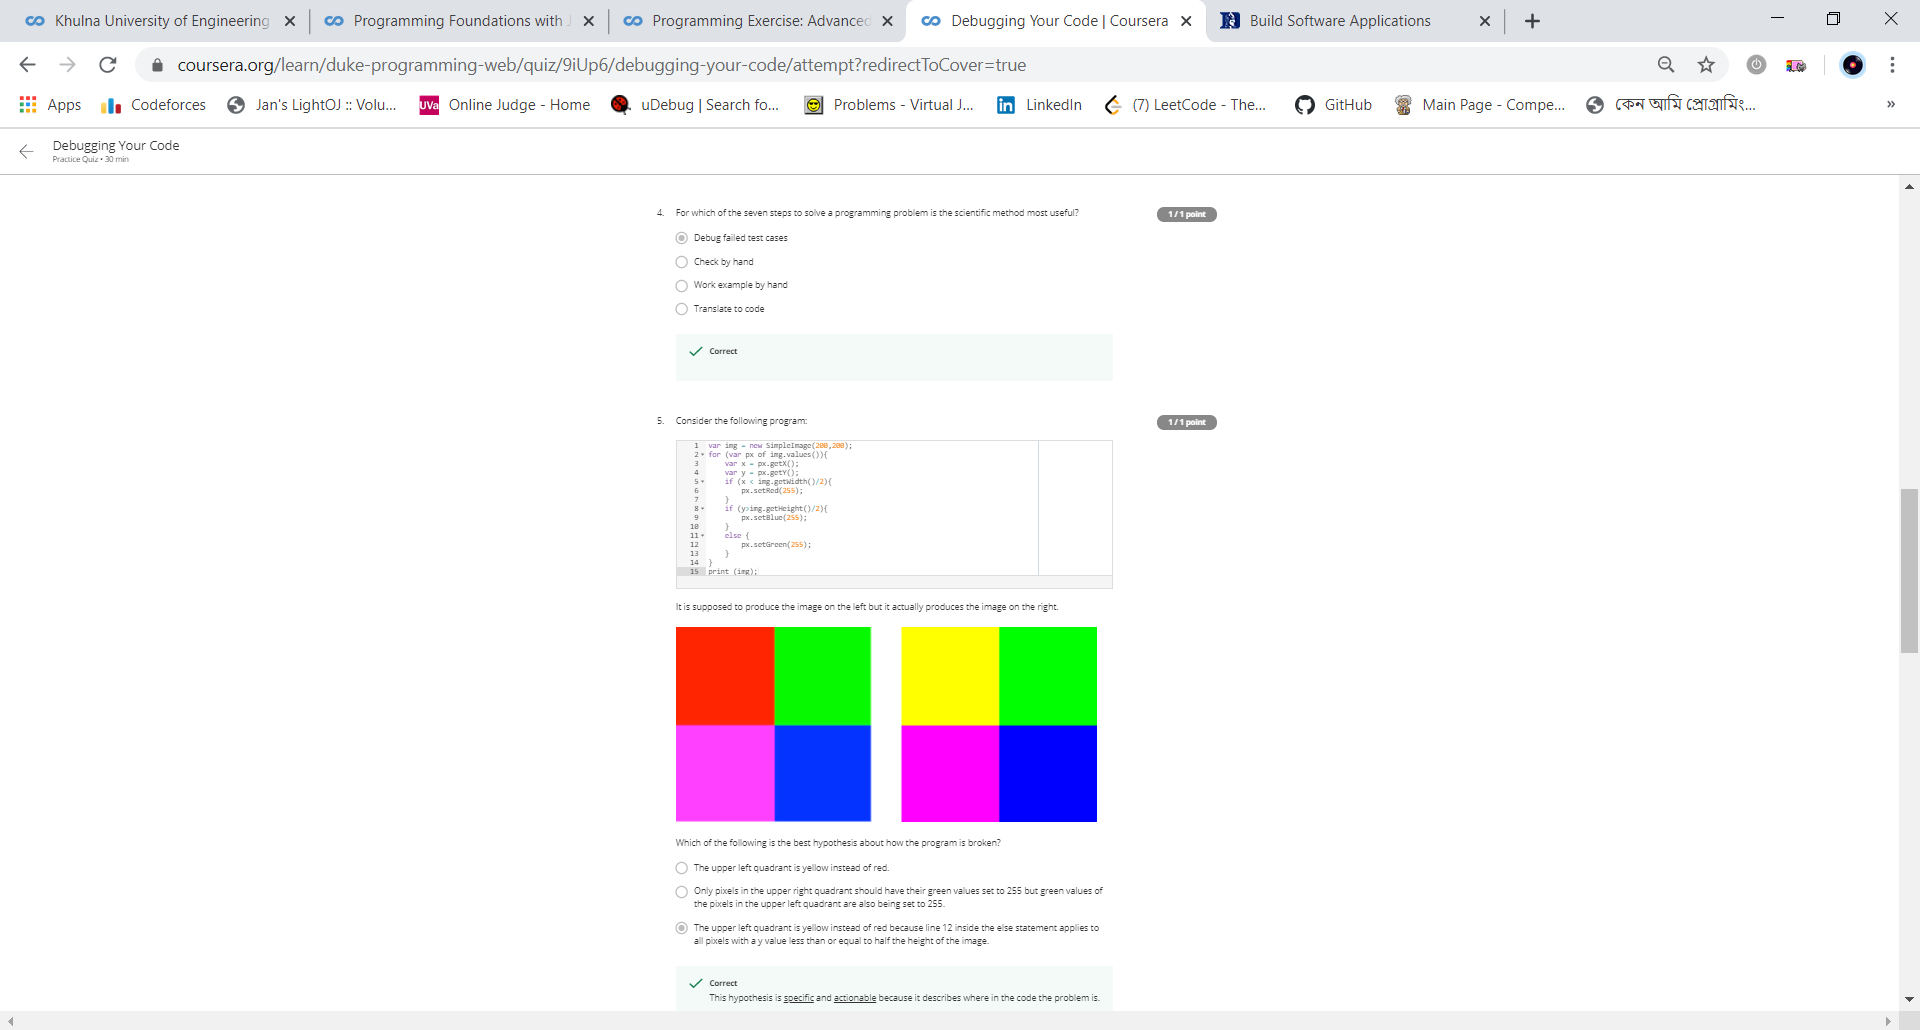 Khulna University of Engineering
Programming Foundations with J
Programming Exercise: Advanced
Debugging Your Code | Coursera
Build Software Applications
coursera.org/learn/duke-programming-web/quiz/9iUp6/debugging-your-code/attempt?redirectToCover=true
Apps
Codeforces
Jan's LightOJ :: Volu...
UVa Online Judge - Home
uDebug | Search fo...
Problems - Virtual J...
LinkedIn
(7) LeetCode - The...
GitHub
Main Page - Compe...
কেন আমি প্রোগ্রামিং...
»
Debugging Your Code
Practice Quiz • 30 min
4. For which of the seven steps to solve a programming problem is the scientific method most useful?
1 / 1 point
Debug failed test cases
Check by hand
Work example by hand
Translate to code
Correct
5. Consider the following program:
1 / 1 point
1 var img = new SimpleImage(200,200);
2 for (var px of img.values()){
3 var x = px.getX();
4 var y = px.getY();
5 if (x < img.getWidth()/2){
6 px.setRed(255);
7 }
8 if (y>img.getHeight()/2){
9 px.setBlue(255);
10 }
11 else {
12 px.setGreen(255);
13 }
14 }
15 print (img);
It is supposed to produce the image on the left but it actually produces the image on the right.
Which of the following is the best hypothesis about how the program is broken?
The upper left quadrant is yellow instead of red.
Only pixels in the upper right quadrant should have their green values set to 255 but green values of
the pixels in the upper left quadrant are also being set to 255.
The upper left quadrant is yellow instead of red because line 12 inside the else statement applies to
all pixels with a y value less than or equal to half the height of the image.
Correct
This hypothesis is specific and actionable because it describes where in the code the problem is.